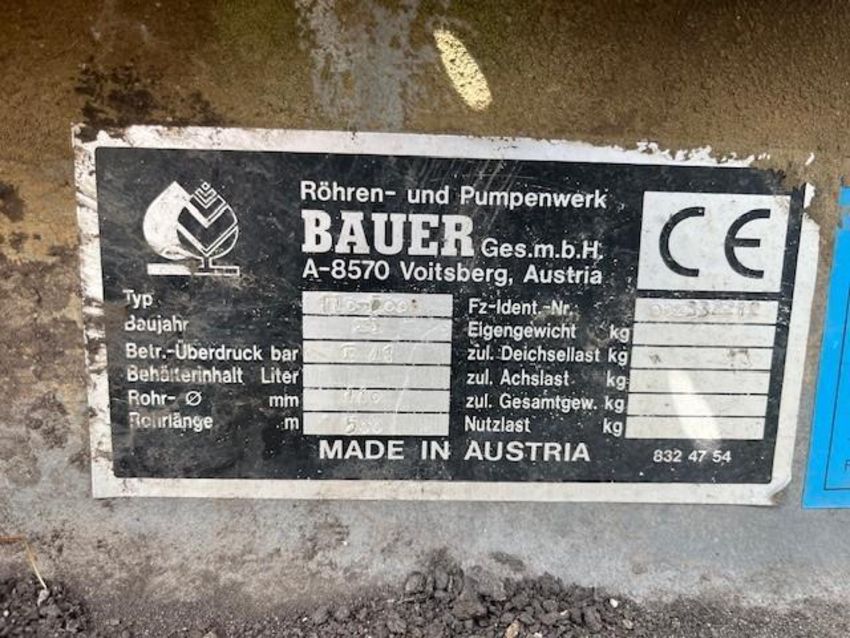 Röhren- und Pumpenwerk
BAUER Ges.m.b.H.
A-8570 Voitsberg, Austria
CE
Typ
Baujahr
Betr.-Überdruck bar
Behälterinhalt Liter
Rohr-Ø mm
Rohrlänge m 500
Fz-Ident.-Nr.
Eigengewicht kg
zul. Deichsellast kg
zul. Achslast kg
zul. Gesamtgew. kg
Nutzlast kg
MADE IN AUSTRIA
832 47 54